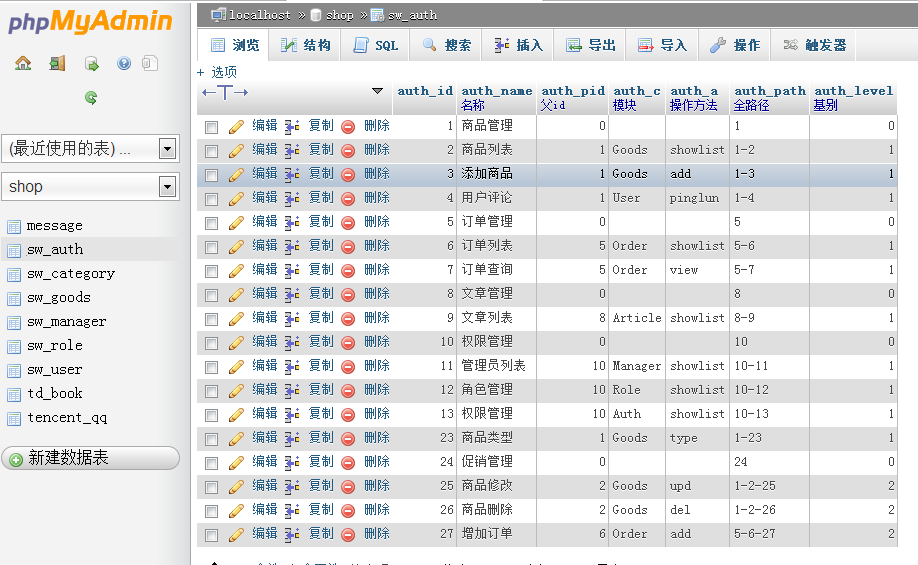 phpMyAdmin
(最近使用的表) ...
shop
message
sw_auth
sw_category
sw_goods
sw_manager
sw_role
sw_user
td_book
tencent_qq
新建数据表
localhost » shop » sw_auth
浏览 结构 SQL 搜索 插入 导出 导入 操作 触发器
+ 选项
←T→ auth_id auth_name auth_pid auth_c auth_a auth_path auth_level
名称 父id 模块 操作方法 全路径 基别
编辑 复制 删除 1 商品管理 0 1 0
编辑 复制 删除 2 商品列表 1 Goods showlist 1-2 1
编辑 复制 删除 3 添加商品 1 Goods add 1-3 1
编辑 复制 删除 4 用户评论 1 User pinglun 1-4 1
编辑 复制 删除 5 订单管理 0 5 0
编辑 复制 删除 6 订单列表 5 Order showlist 5-6 1
编辑 复制 删除 7 订单查询 5 Order view 5-7 1
编辑 复制 删除 8 文章管理 0 8 0
编辑 复制 删除 9 文章列表 8 Article showlist 8-9 1
编辑 复制 删除 10 权限管理 0 10 0
编辑 复制 删除 11 管理员列表 10 Manager showlist 10-11 1
编辑 复制 删除 12 角色管理 10 Role showlist 10-12 1
编辑 复制 删除 13 权限管理 10 Auth showlist 10-13 1
编辑 复制 删除 23 商品类型 1 Goods type 1-23 1
编辑 复制 删除 24 促销管理 0 24 0
编辑 复制 删除 25 商品修改 2 Goods upd 1-2-25 2
编辑 复制 删除 26 商品删除 2 Goods del 1-2-26 2
编辑 复制 删除 27 增加订单 6 Order add 5-6-27 2